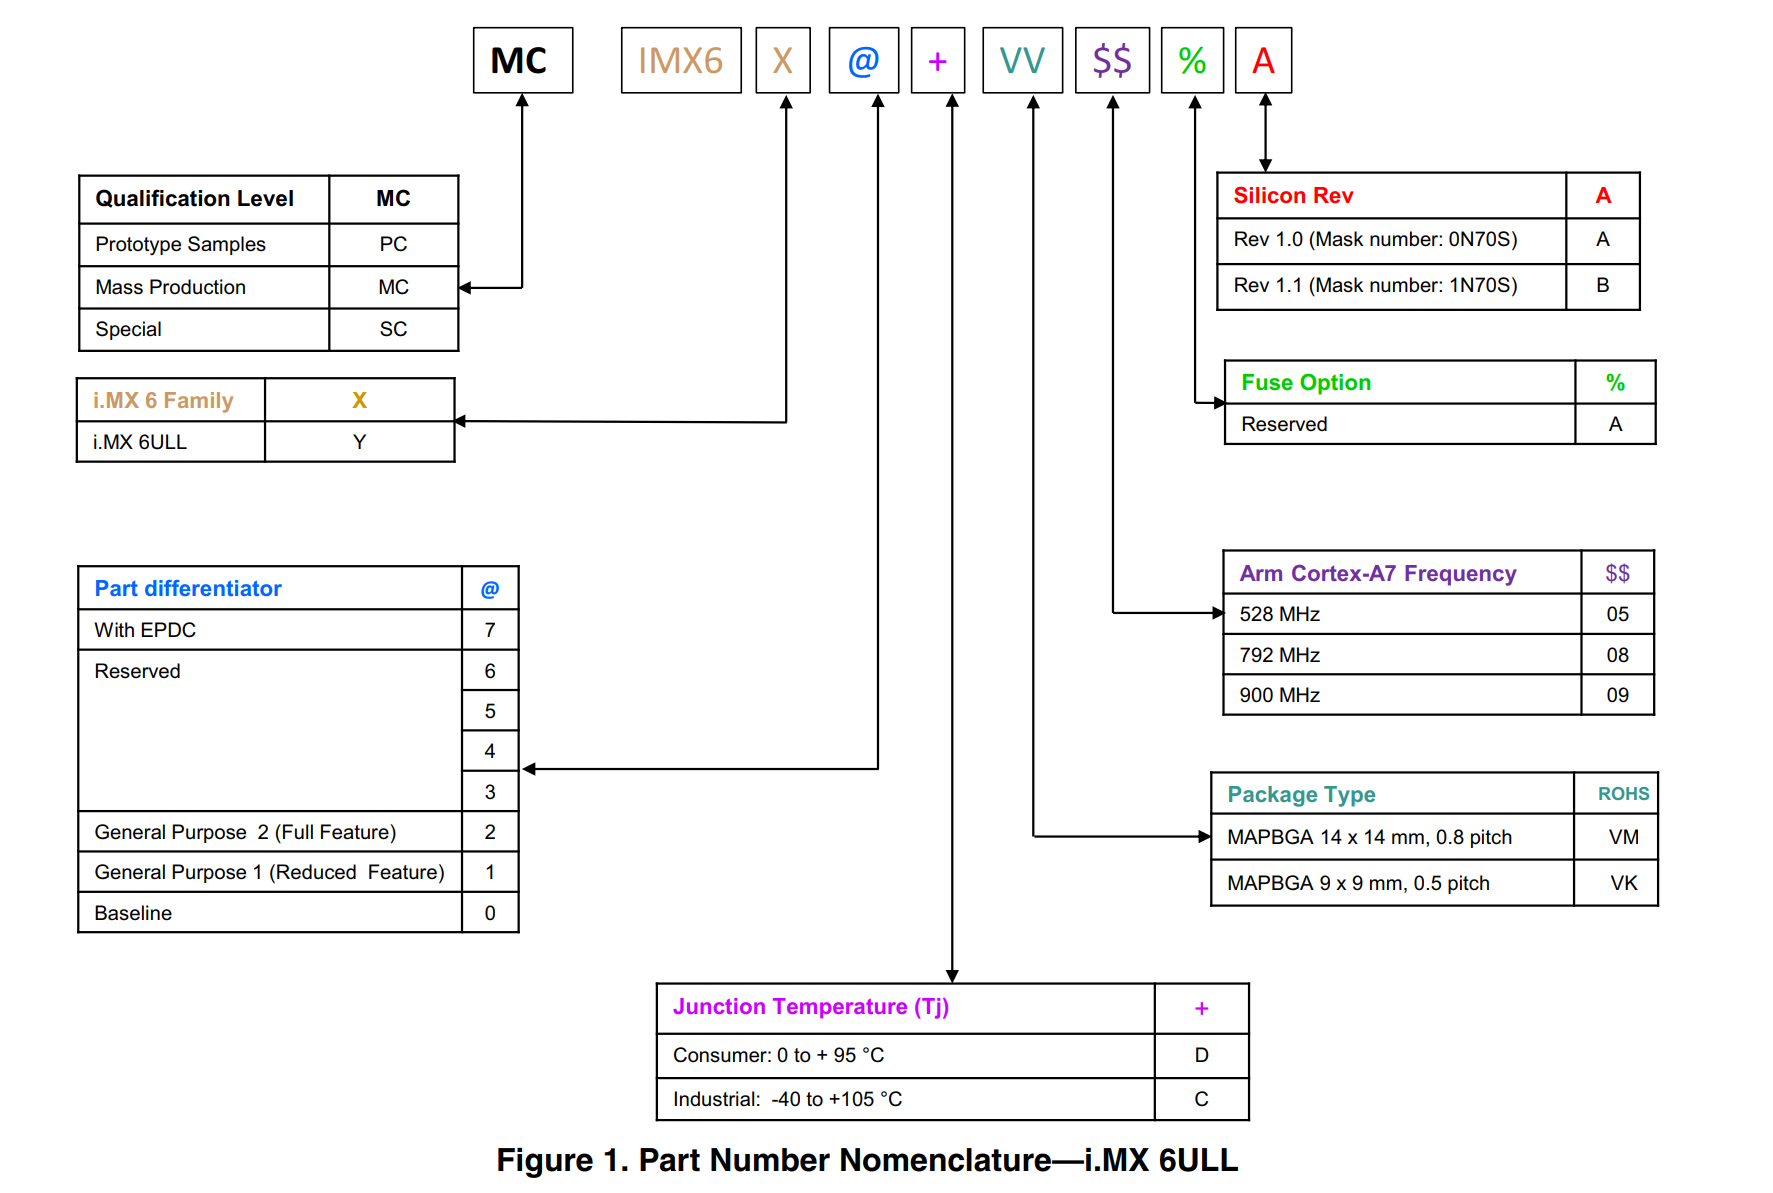 MC IMX6 X @ + VV $$ % A
Qualification Level MC
Prototype Samples PC
Mass Production MC
Special SC
i.MX 6 Family X
i.MX 6ULL Y
Part differentiator @
With EPDC 7
Reserved 6
5
4
3
General Purpose 2 (Full Feature) 2
General Purpose 1 (Reduced Feature) 1
Baseline 0
Silicon Rev A
Rev 1.0 (Mask number: 0N70S) A
Rev 1.1 (Mask number: 1N70S) B
Fuse Option %
Reserved A
Arm Cortex-A7 Frequency $$
528 MHz 05
792 MHz 08
900 MHz 09
Package Type ROHS
MAPBGA 14 x 14 mm, 0.8 pitch VM
MAPBGA 9 x 9 mm, 0.5 pitch VK
Junction Temperature (Tj) +
Consumer: 0 to + 95 °C D
Industrial: -40 to +105 °C C
Figure 1. Part Number Nomenclature—i.MX 6ULL